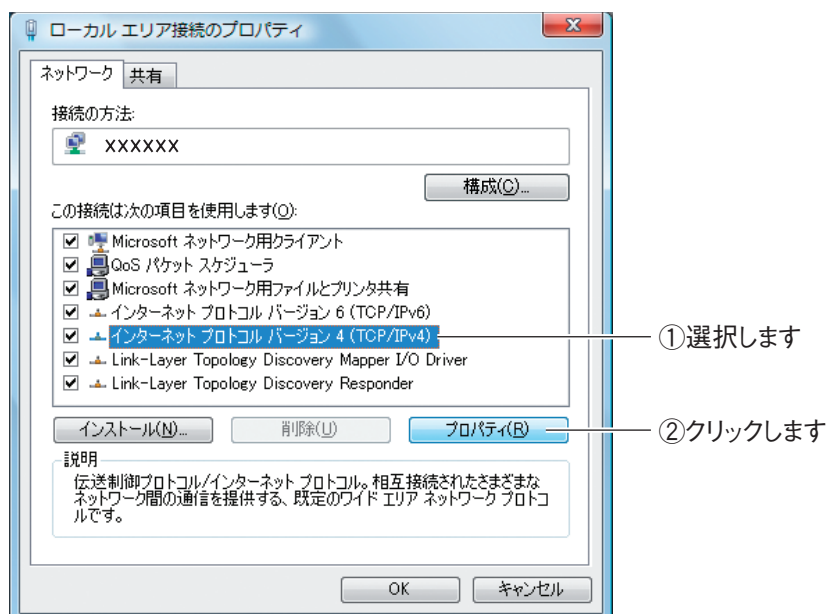 ローカル エリア接続のプロパティ
ネットワーク 共有
接続の方法:
XXXXXX
構成(C)...
この接続は次の項目を使用します(O):
Microsoft ネットワーク用クライアント
QoS パケット スケジューラ
Microsoft ネットワーク用ファイルとプリンタ共有
インターネット プロトコル バージョン 6 (TCP/IPv6)
インターネット プロトコル バージョン 4 (TCP/IPv4) ①選択します
Link-Layer Topology Discovery Mapper I/O Driver
Link-Layer Topology Discovery Responder
インストール(N)... 削除(U) プロパティ(R) ②クリックします
説明
伝送制御プロトコル/インターネット プロトコル。相互接続されたさまざまな
ネットワーク間の通信を提供する、既定のワイド エリア ネットワーク プロトコ
ルです。
OK キャンセル